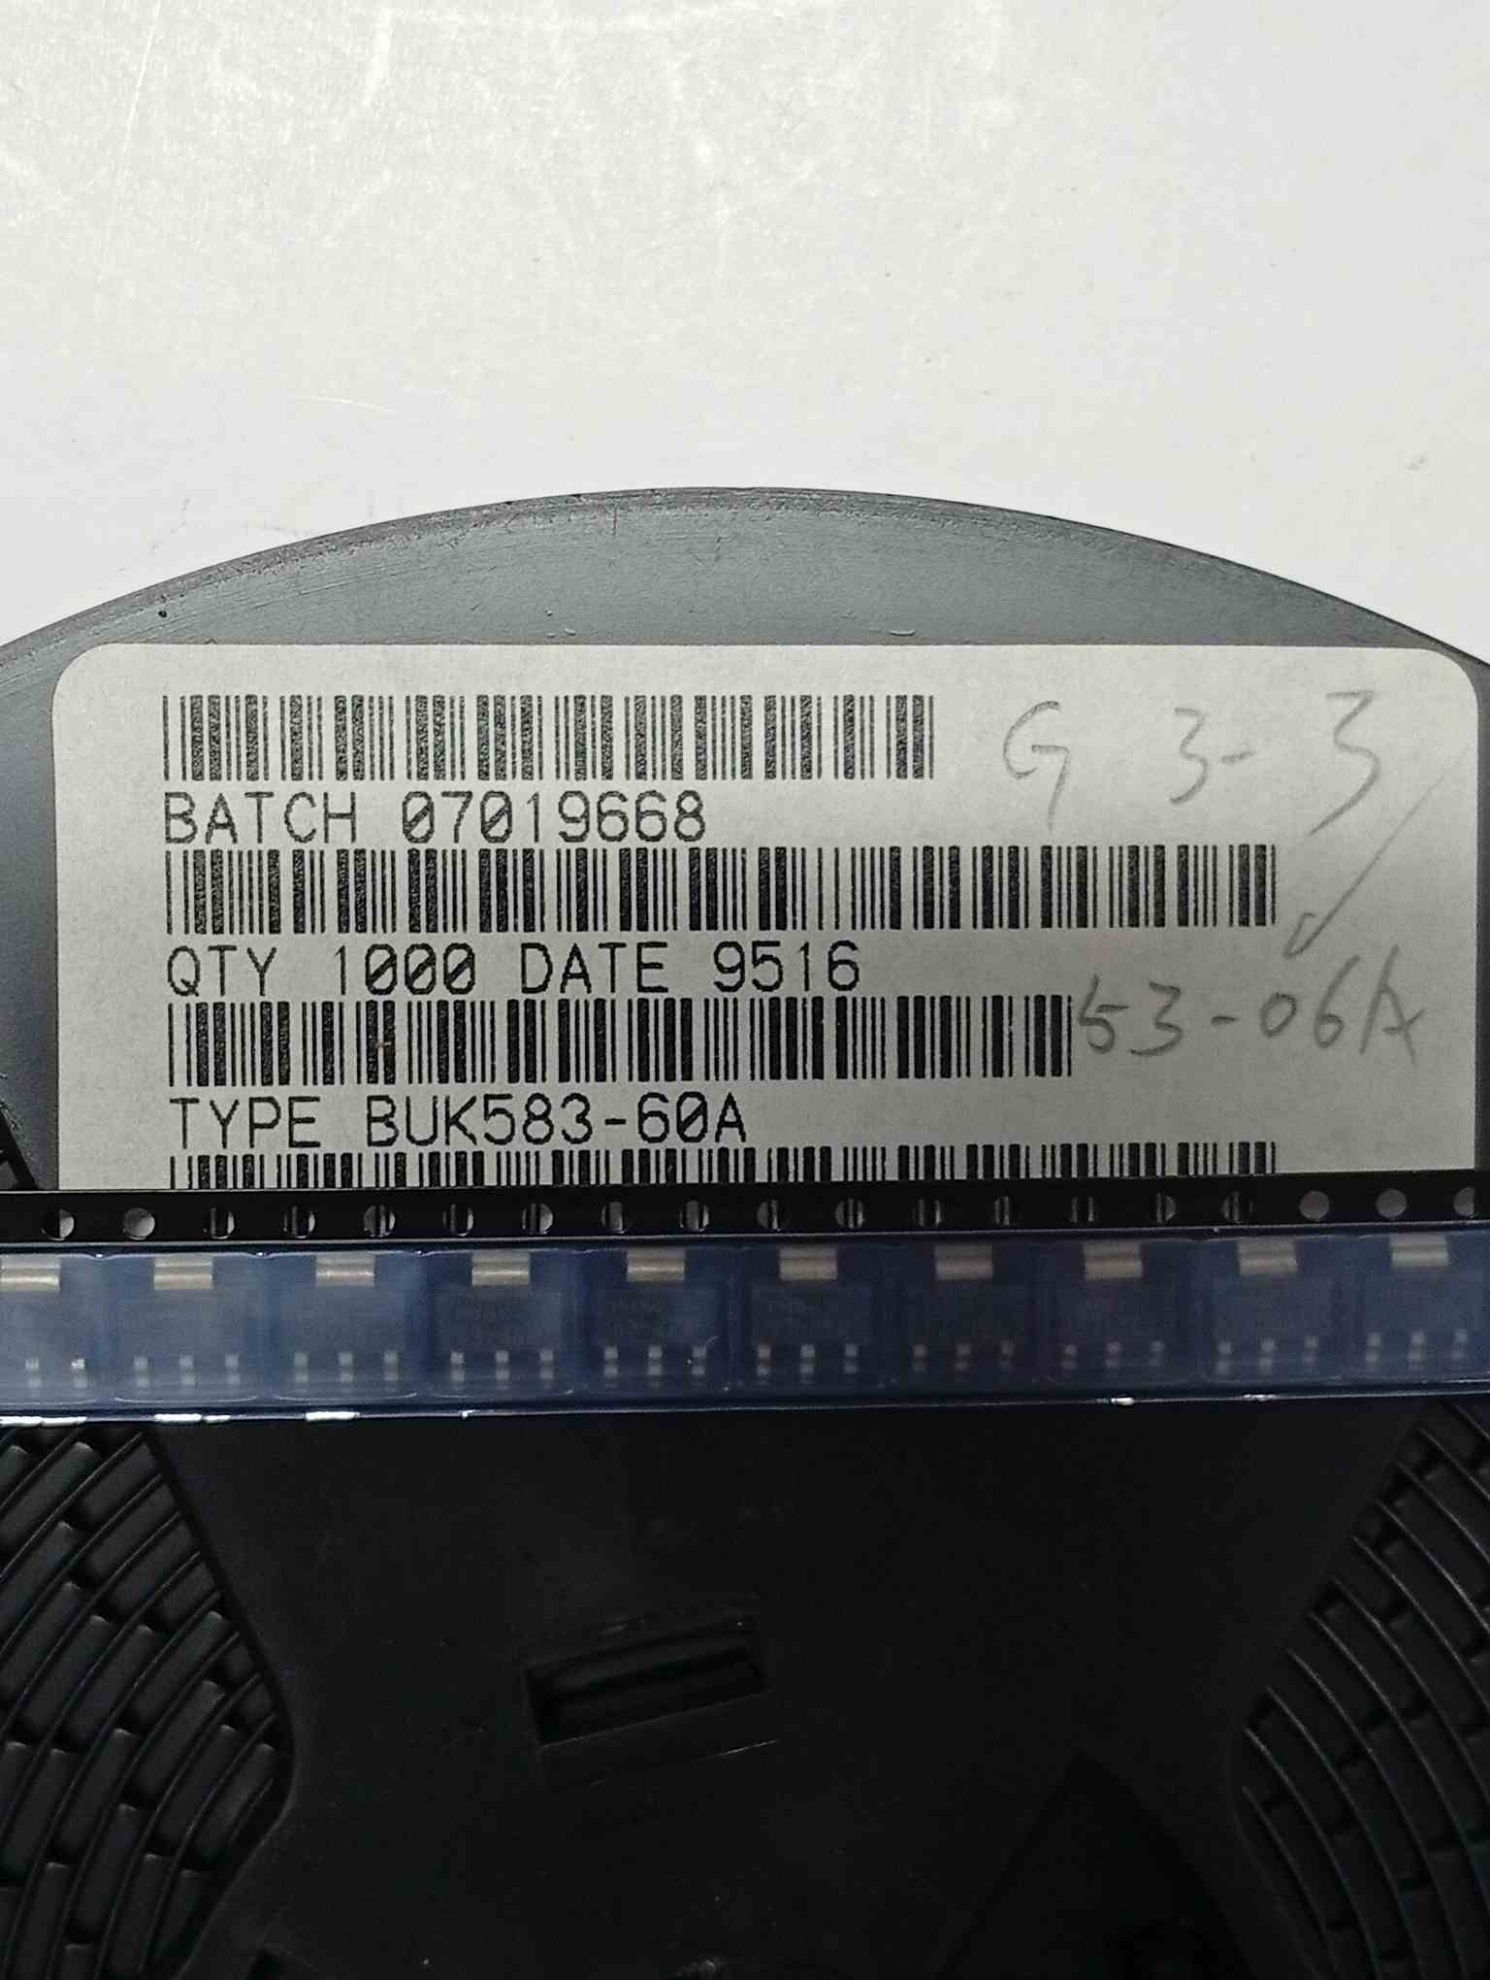 G 3-3
BATCH 07019668
QTY 1000 DATE 9516
53-06A
TYPE BUK583-60A